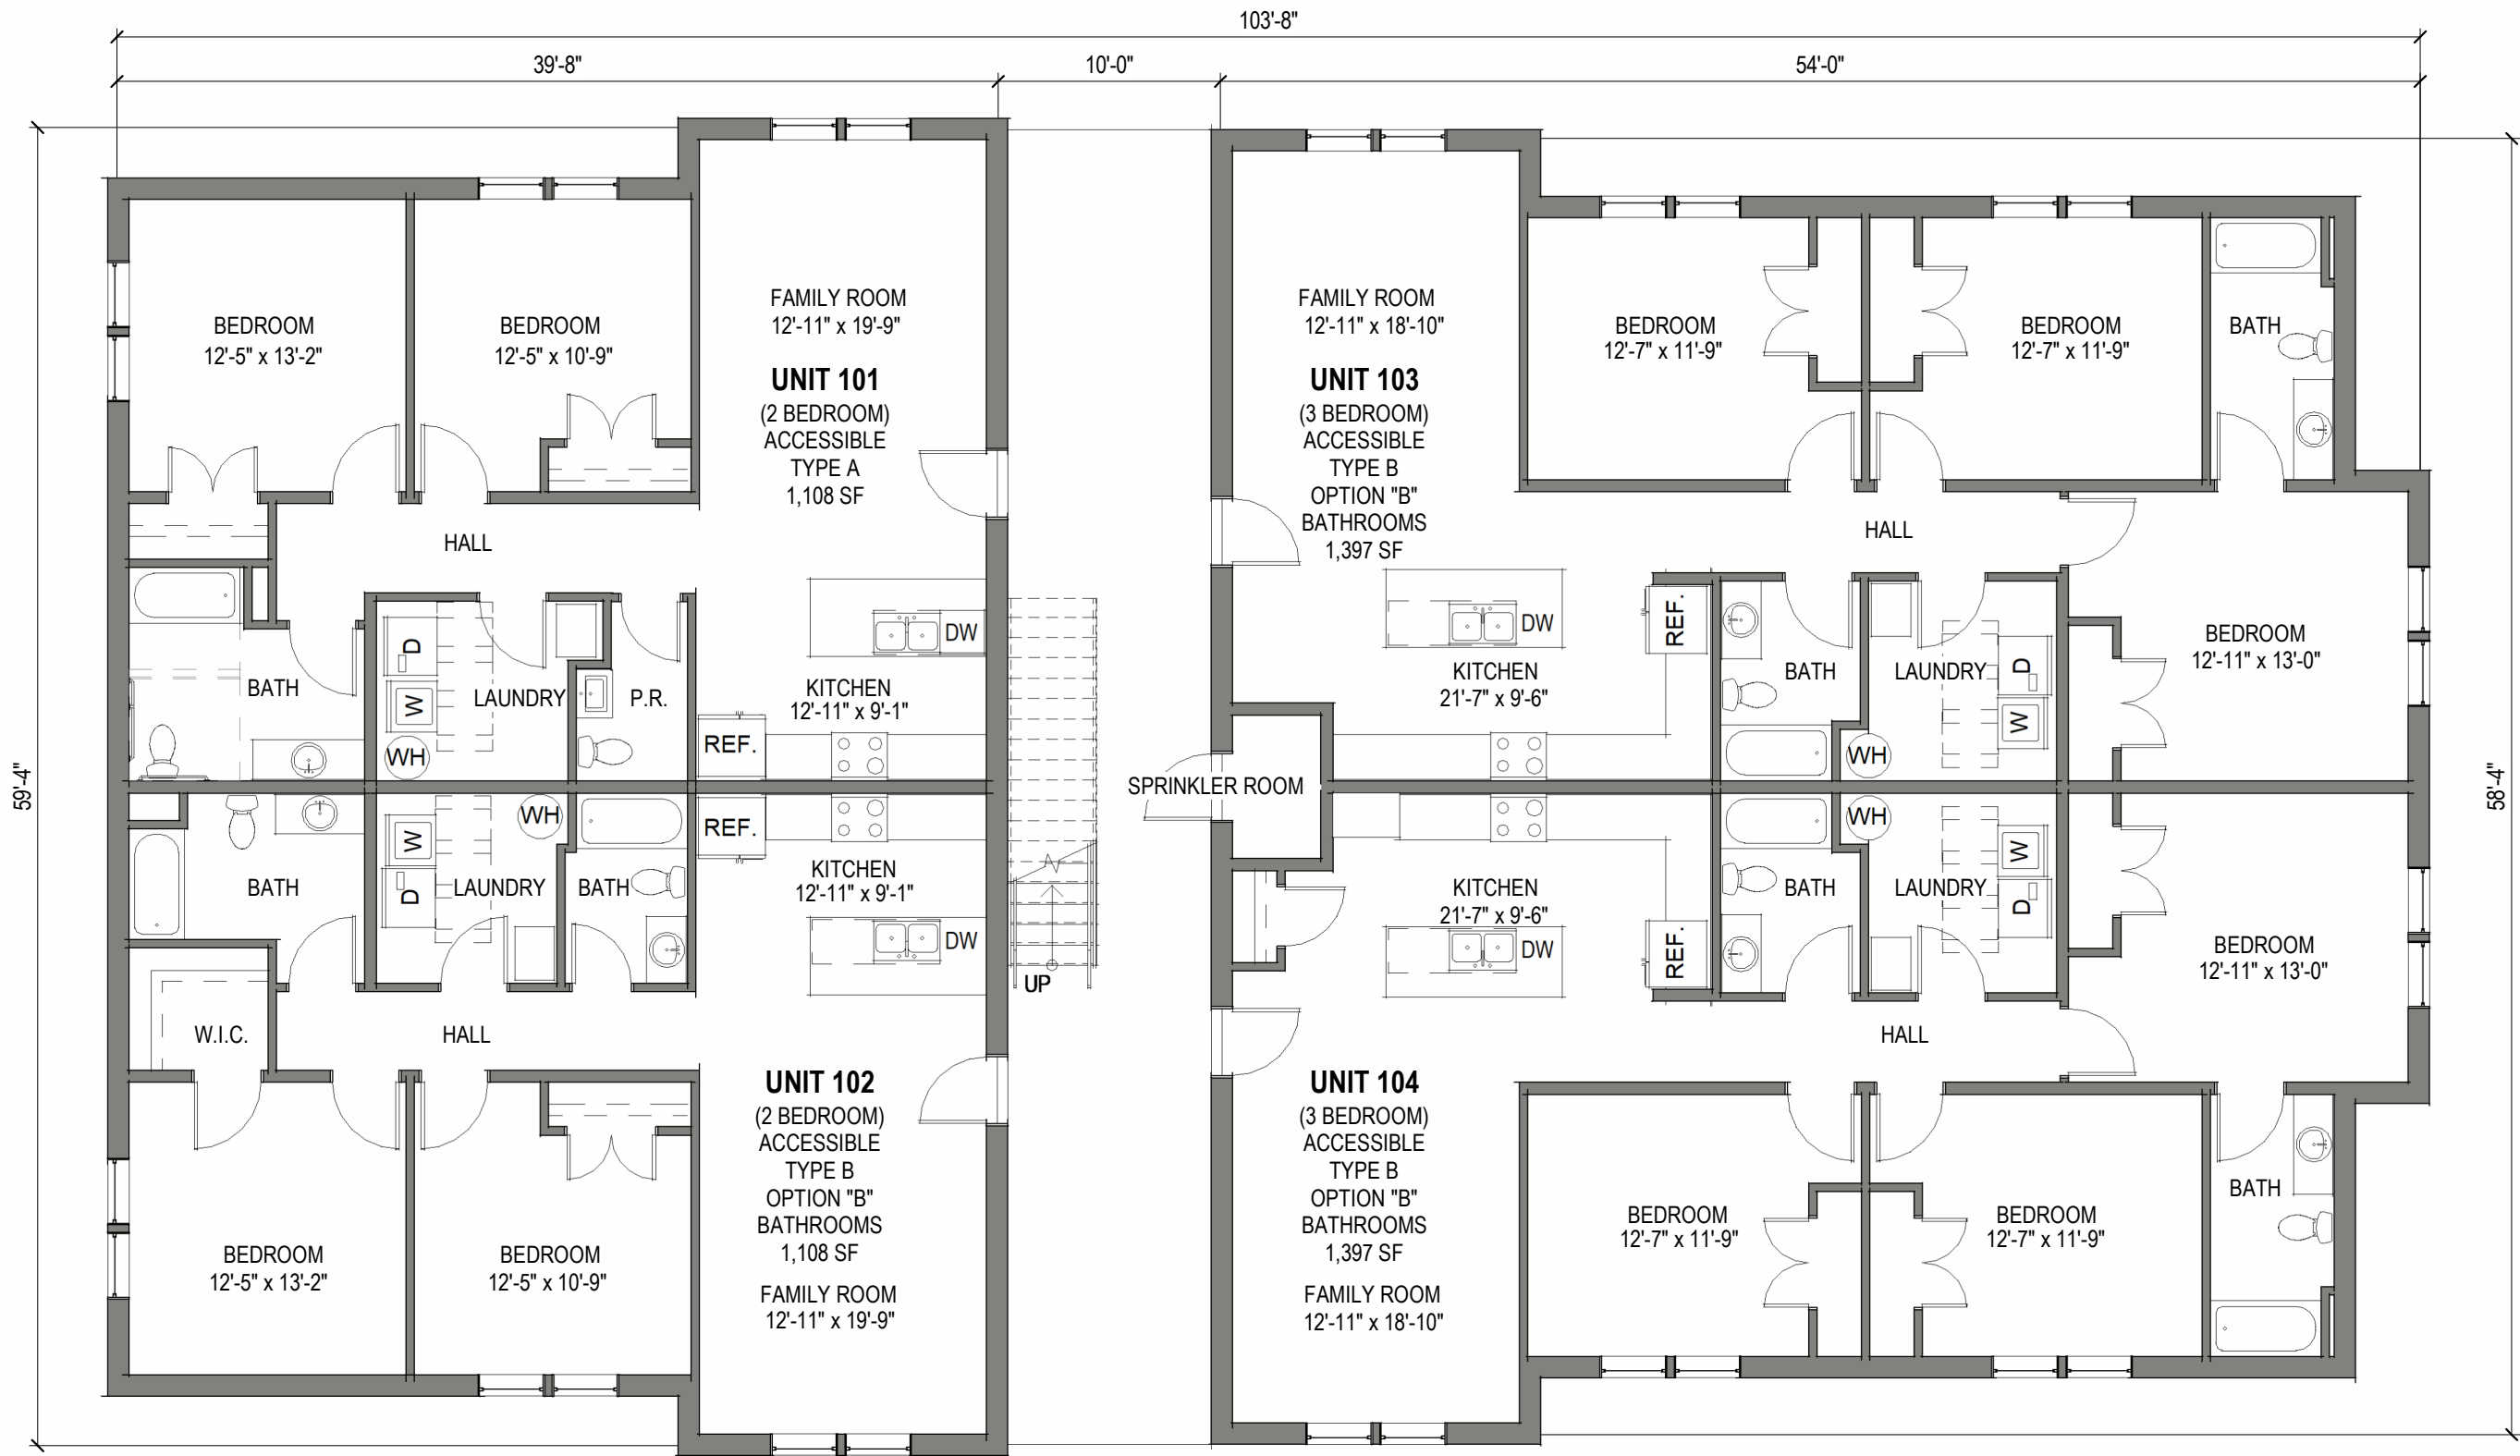 103'-8"
39'-8"
10'-0"
54'-0"
59'-4"
58'-4"
BEDROOM
12'-5" x 13'-2"
BEDROOM
12'-5" x 10'-9"
FAMILY ROOM
12'-11" x 19'-9"
UNIT 101
(2 BEDROOM)
ACCESSIBLE
TYPE A
1,108 SF
HALL
BATH
D
W
WH
LAUNDRY
P.R.
DW
KITCHEN
12'-11" x 9'-1"
REF.
FAMILY ROOM
12'-11" x 18'-10"
UNIT 103
(3 BEDROOM)
ACCESSIBLE
TYPE B
OPTION "B"
BATHROOMS
1,397 SF
BEDROOM
12'-7" x 11'-9"
BEDROOM
12'-7" x 11'-9"
BATH
HALL
DW
REF.
KITCHEN
21'-7" x 9'-6"
BATH
LAUNDRY
D
W
WH
BEDROOM
12'-11" x 13'-0"
SPRINKLER ROOM
BATH
W
D
WH
LAUNDRY
BATH
REF.
KITCHEN
12'-11" x 9'-1"
DW
UP
W.I.C.
HALL
UNIT 102
(2 BEDROOM)
ACCESSIBLE
TYPE B
OPTION "B"
BATHROOMS
1,108 SF
FAMILY ROOM
12'-11" x 19'-9"
BEDROOM
12'-5" x 13'-2"
BEDROOM
12'-5" x 10'-9"
KITCHEN
21'-7" x 9'-6"
DW
REF.
BATH
WH
LAUNDRY
W
D
BEDROOM
12'-11" x 13'-0"
HALL
UNIT 104
(3 BEDROOM)
ACCESSIBLE
TYPE B
OPTION "B"
BATHROOMS
1,397 SF
FAMILY ROOM
12'-11" x 18'-10"
BEDROOM
12'-7" x 11'-9"
BEDROOM
12'-7" x 11'-9"
BATH